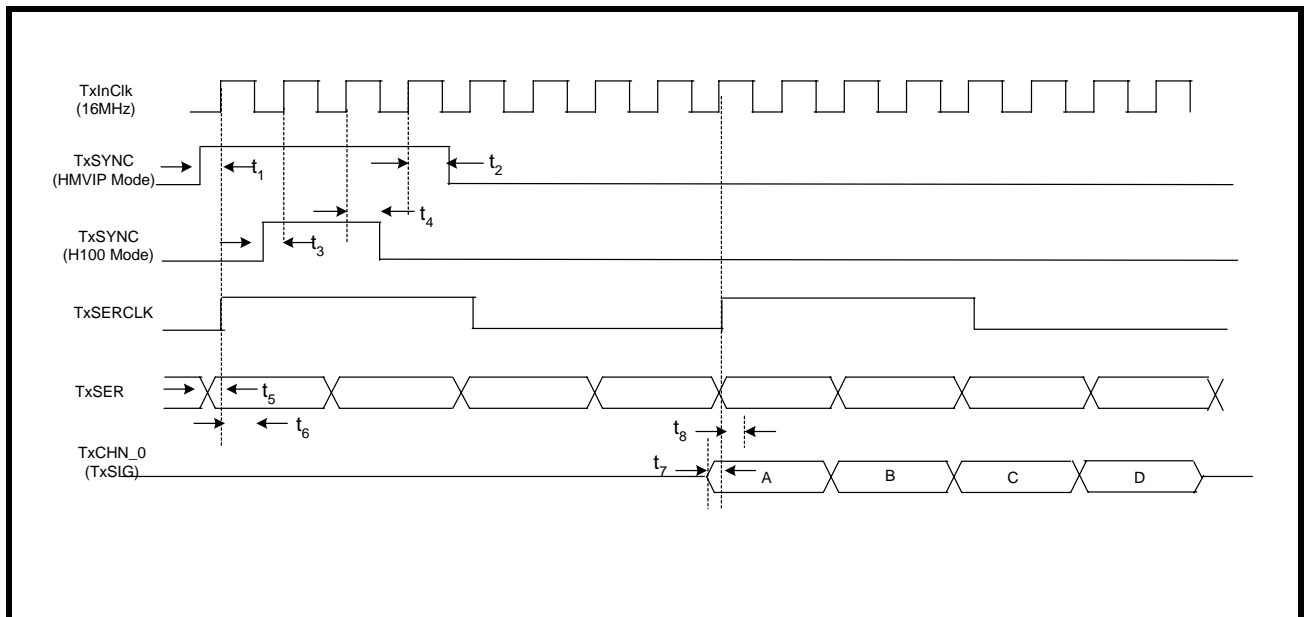 TxInClk
(16MHz)
TxSYNC
(HMVIP Mode)
t1
t2
t4
TxSYNC
(H100 Mode)
t3
TxSERCLK
TxSER
t5
t6
t8
TxCHN_0
(TxSIG)
t7
A
B
C
D